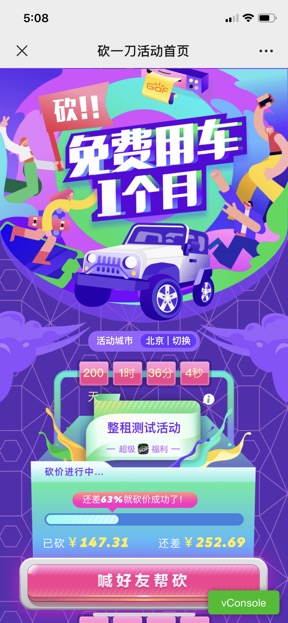 5:08
砍一刀活动首页
GOF
砍!!
免费用车
1个月
活动城市 北京 | 切换
200 1时 36分 4秒
天
整租测试活动
超级 福利
砍价进行中...
还差63%就砍价成功了!
已砍 ¥147.31 还差 ¥252.69
喊好友帮砍
vConsole